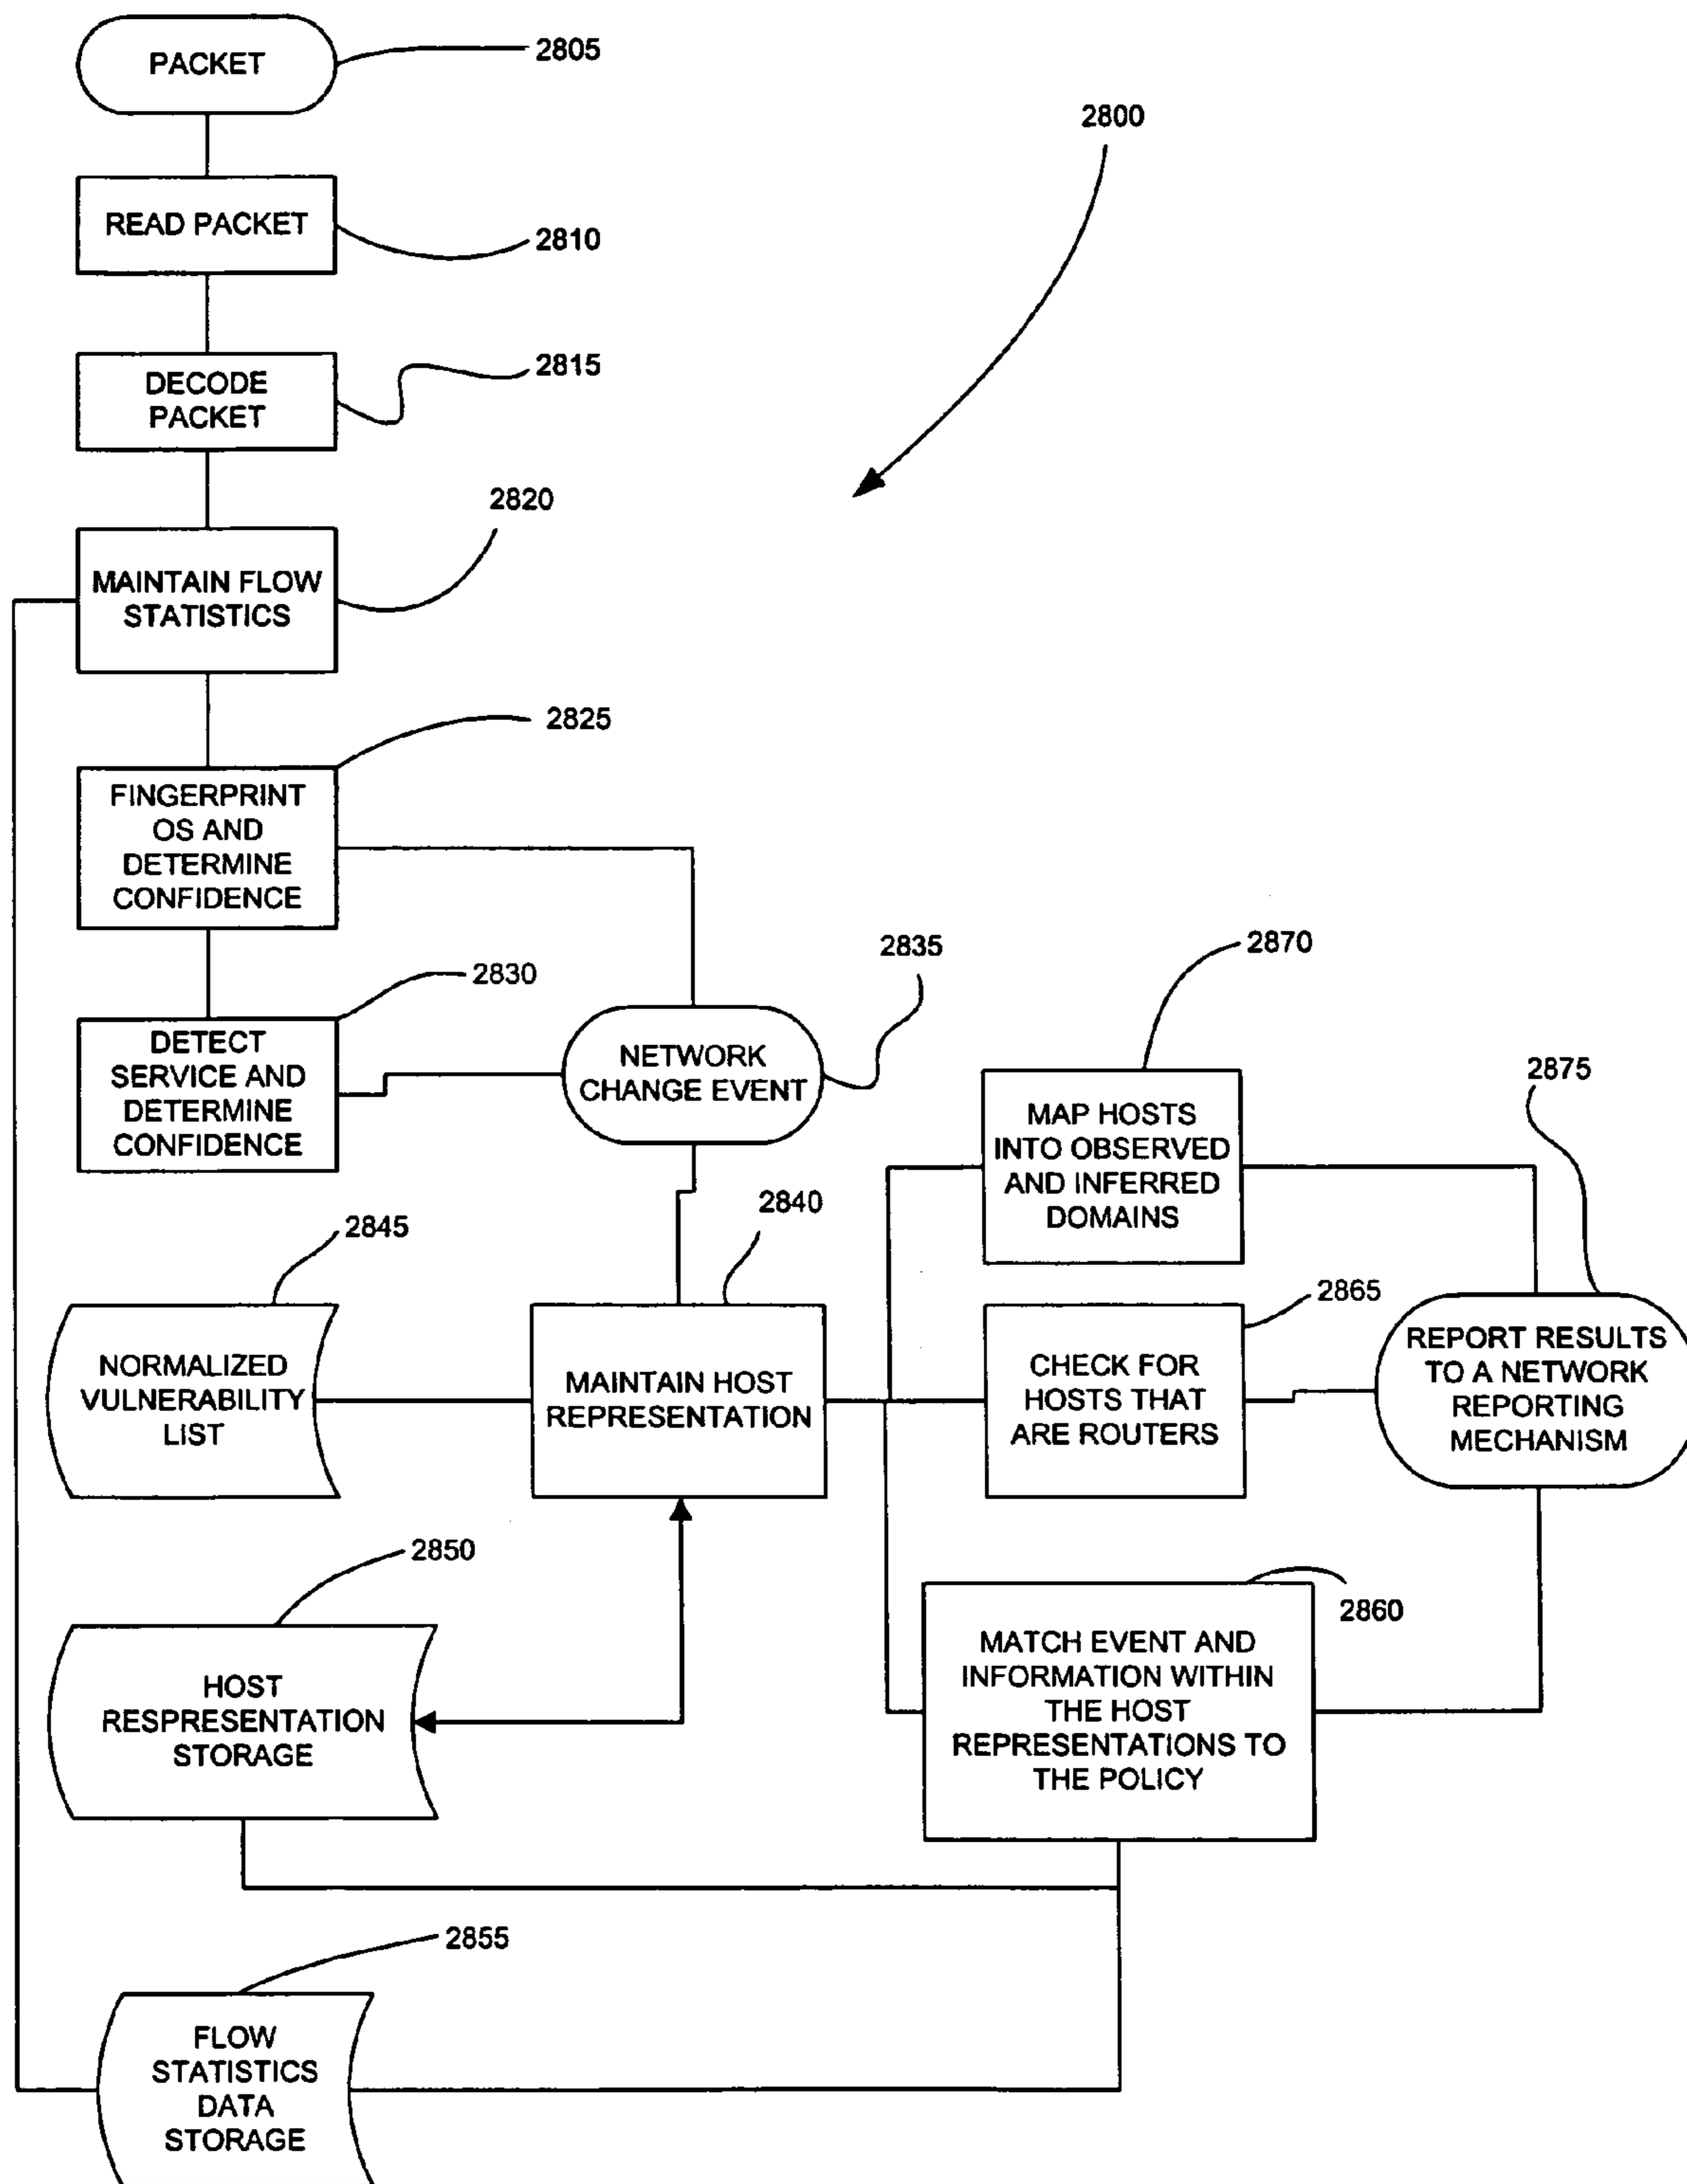 PACKET
2805
2800
READ PACKET
2810
DECODE
PACKET
2815
2820
MAINTAIN FLOW
STATISTICS
2825
FINGERPRINT
OS AND
DETERMINE
CONFIDENCE
2830
DETECT
SERVICE AND
DETERMINE
CONFIDENCE
2835
NETWORK
CHANGE EVENT
2870
MAP HOSTS
INTO OBSERVED
AND INFERRED
DOMAINS
2875
REPORT RESULTS
TO A NETWORK
REPORTING
MECHANISM
2845
NORMALIZED
VULNERABILITY
LIST
2840
MAINTAIN HOST
REPRESENTATION
2865
CHECK FOR
HOSTS THAT
ARE ROUTERS
2850
HOST
RESPRESENTATION
STORAGE
2860
MATCH EVENT AND
INFORMATION WITHIN
THE HOST
REPRESENTATIONS TO
THE POLICY
2855
FLOW
STATISTICS
DATA
STORAGE